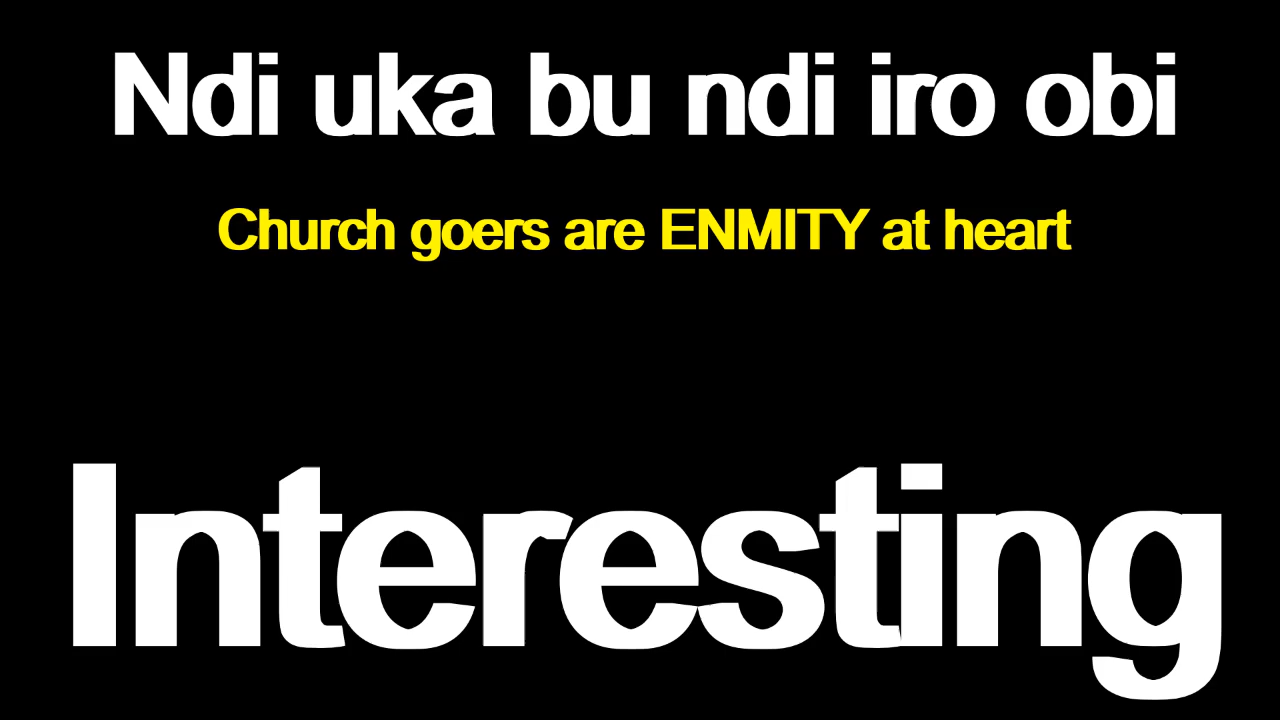 Ndi uka bu ndi iro obi
Church goers are ENMITY at heart
Interesting